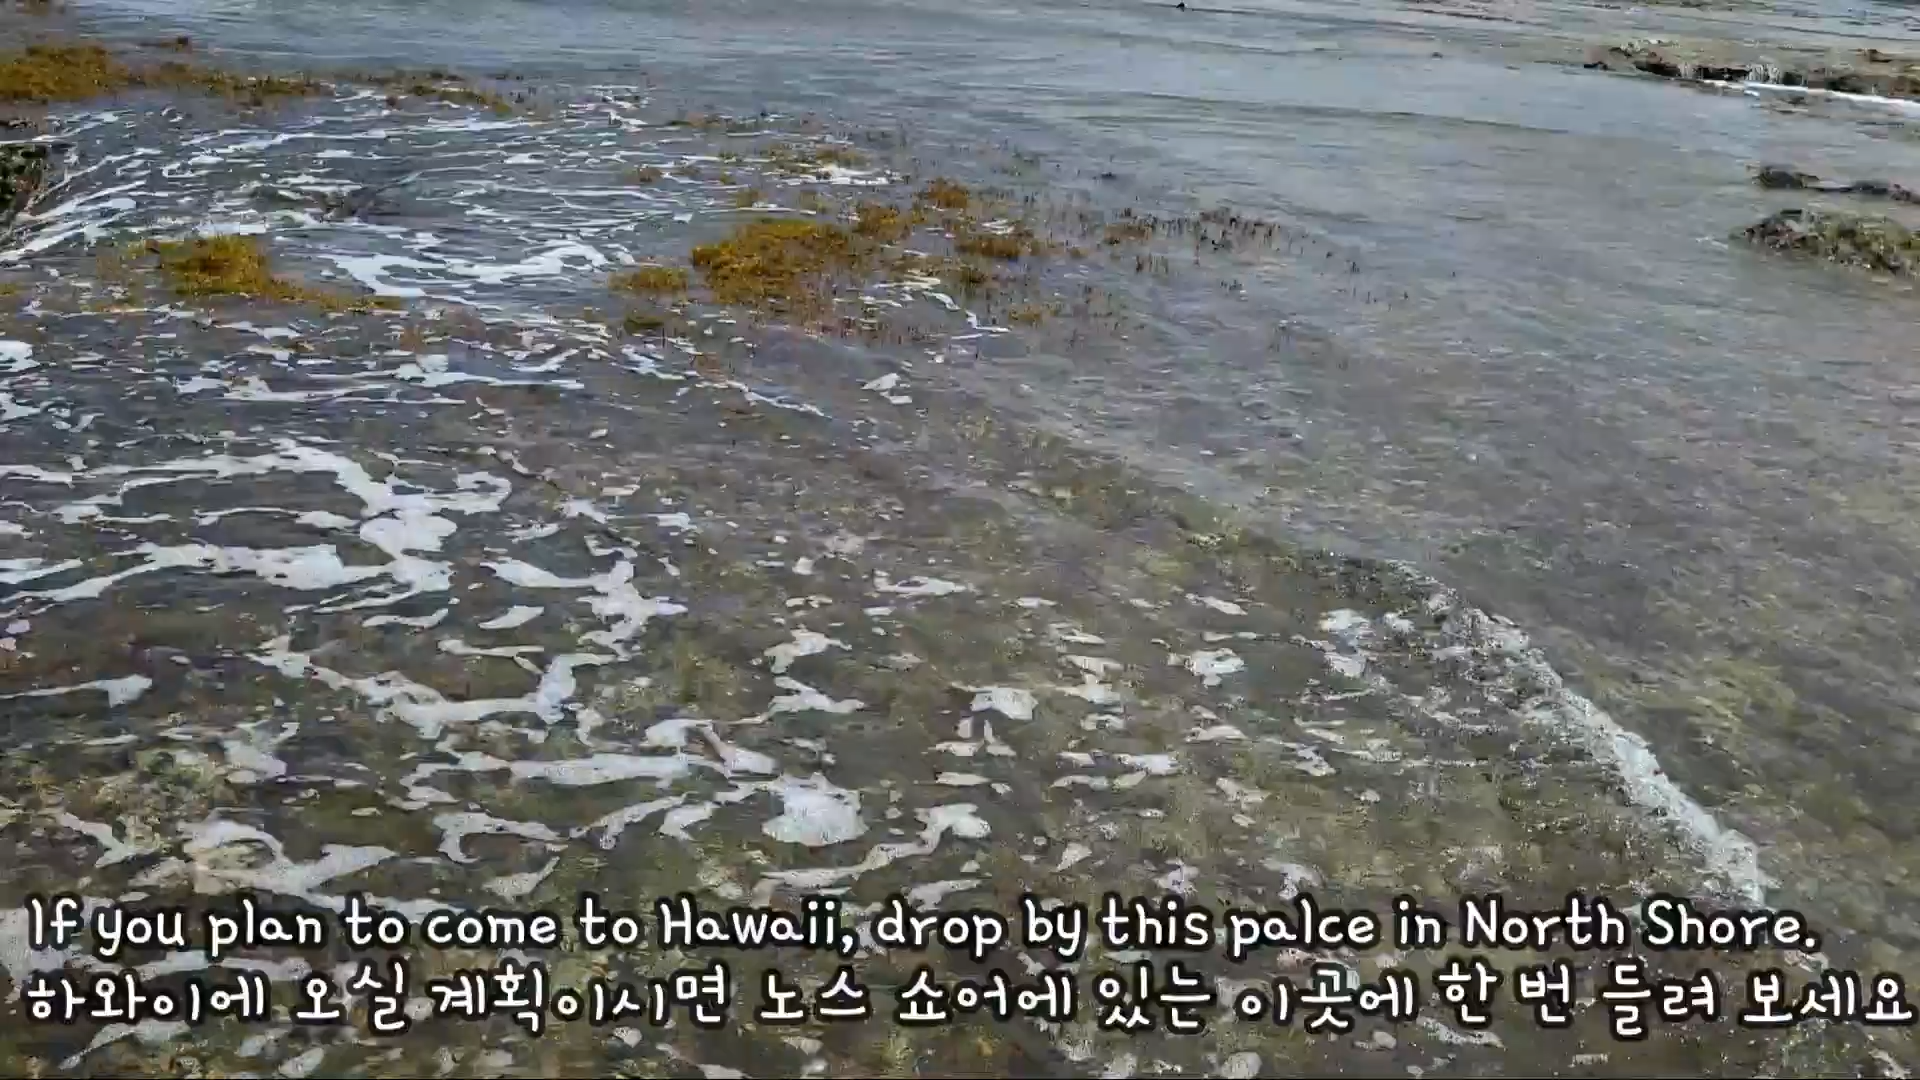 If you plan to come to Hawaii, drop by this palce in North Shore.
하와이에 오실 계획이시면 노스 쇼어에 있는 이곳에 한 번 들려 보세요